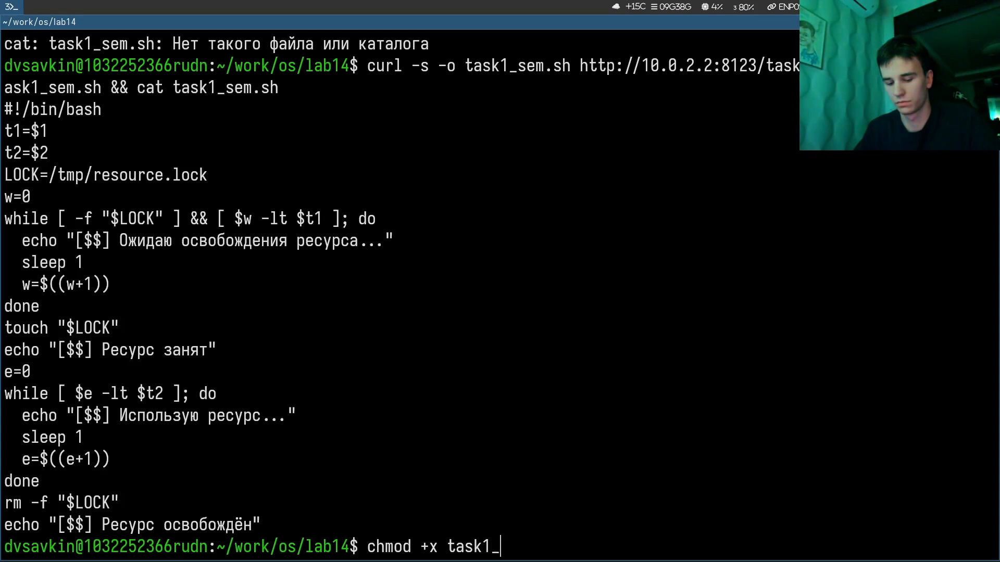 3>_
+15C 09G38G 4% 3 80% ENP0
~/work/os/lab14
cat: task1_sem.sh: Нет такого файла или каталога
dvsavkin@1032252366rudn:~/work/os/lab14$ curl -s -o task1_sem.sh http://10.0.2.2:8123/task
ask1_sem.sh && cat task1_sem.sh
#!/bin/bash
t1=$1
t2=$2
LOCK=/tmp/resource.lock
w=0
while [ -f "$LOCK" ] && [ $w -lt $t1 ]; do
  echo "[$$] Ожидаю освобождения ресурса..."
  sleep 1
  w=$((w+1))
done
touch "$LOCK"
echo "[$$] Ресурс занят"
e=0
while [ $e -lt $t2 ]; do
  echo "[$$] Использую ресурс..."
  sleep 1
  e=$((e+1))
done
rm -f "$LOCK"
echo "[$$] Ресурс освобождён"
dvsavkin@1032252366rudn:~/work/os/lab14$ chmod +x task1_